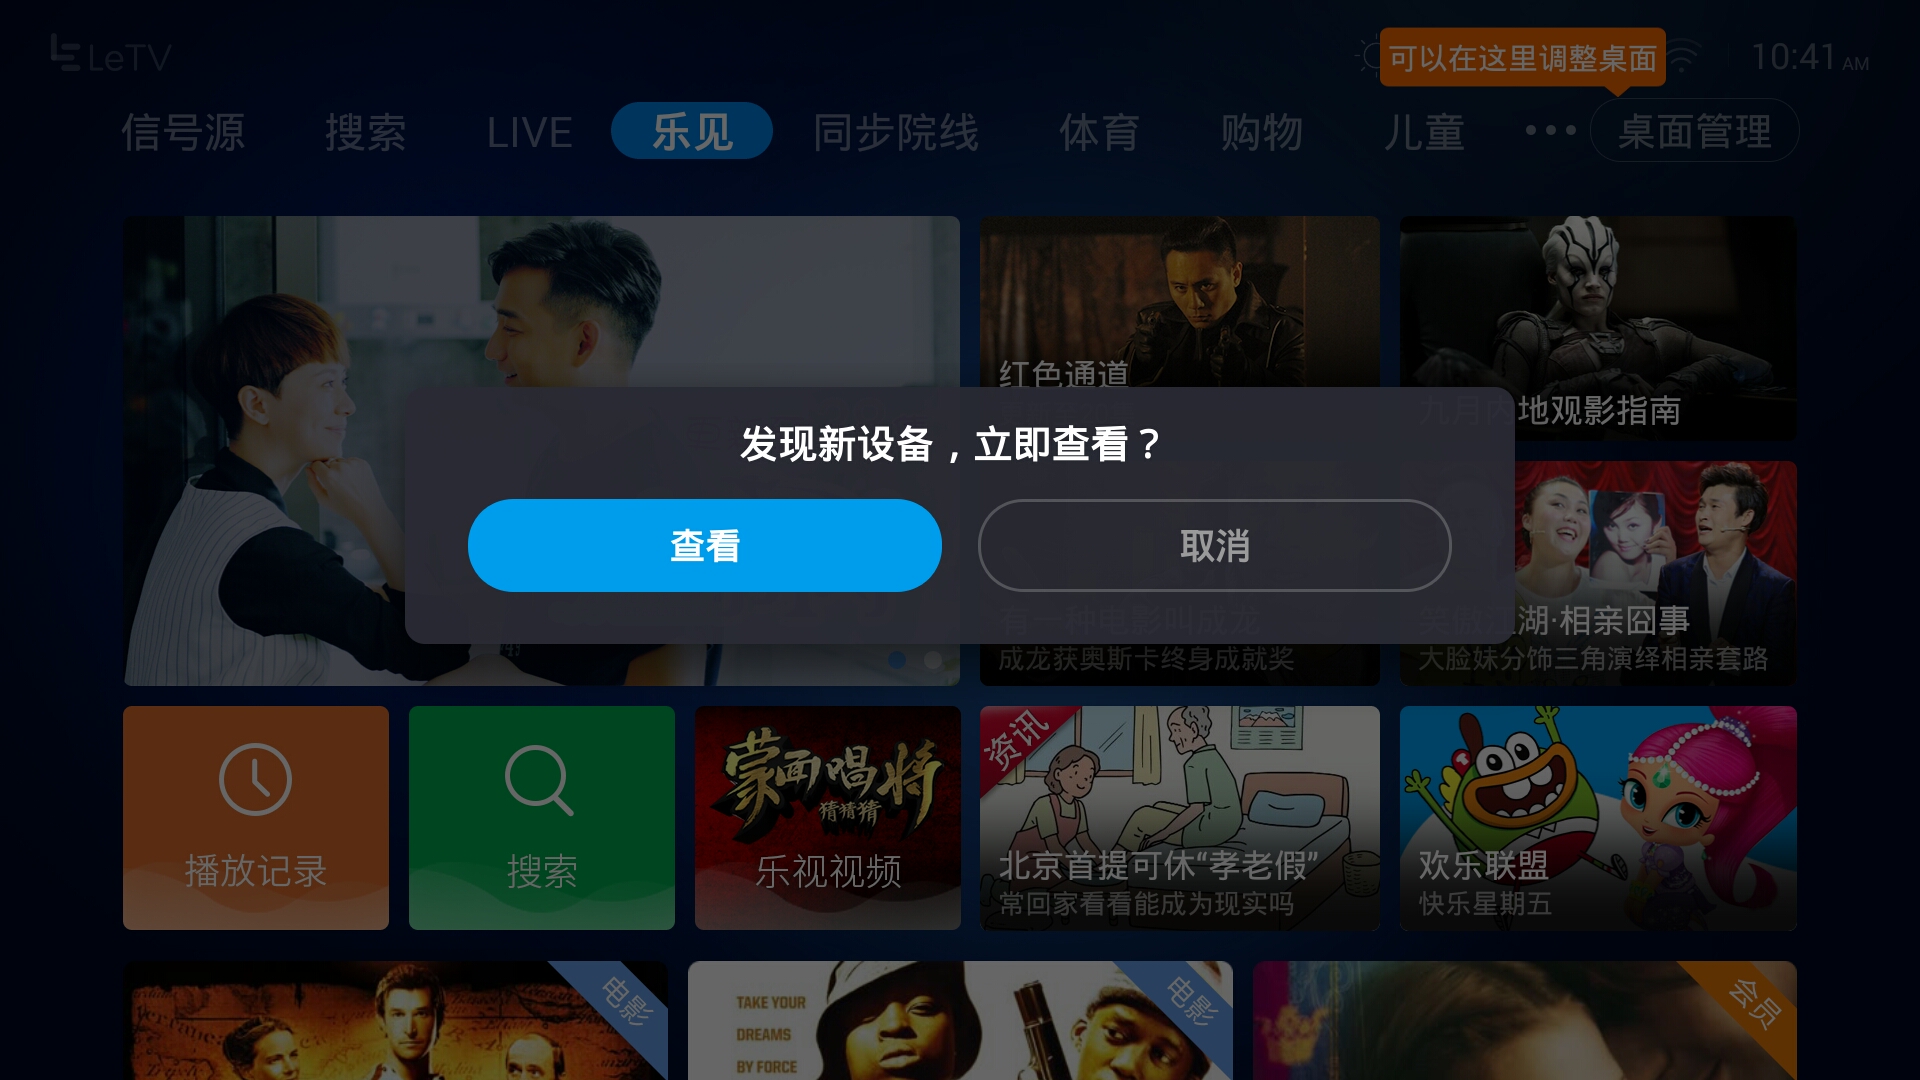 LeTV
可以在这里调整桌面
10:41 AM
信号源 搜索 LIVE 乐见 同步院线 体育 购物 儿童 ••• 桌面管理
红色通道
九月内地观影指南
发现新设备，立即查看？
查看 取消
有一种电影叫成龙
成龙获奥斯卡终身成就奖
笑傲江湖·相亲囧事
大脸妹分饰三角演绎相亲套路
播放记录
搜索
蒙面唱将
猜猜猜
乐视视频
资讯
北京首提可休“孝老假”
常回家看看能成为现实吗
欢乐联盟
快乐星期五
电影
TAKE YOUR
DREAMS
BY FORCE
电影
会员